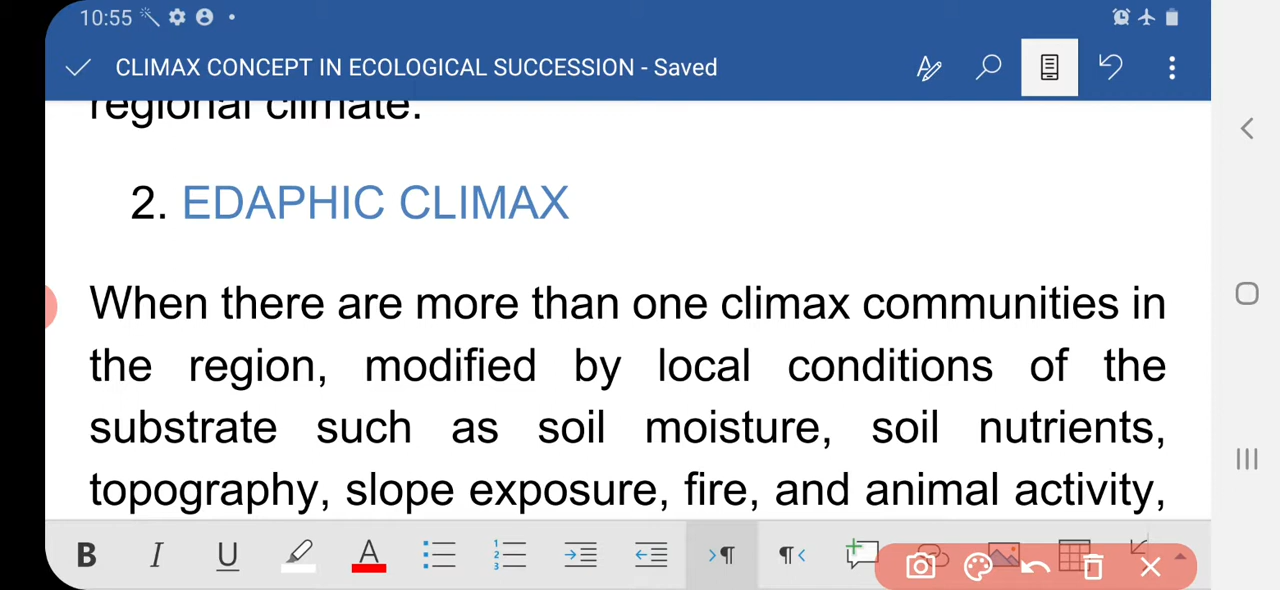 10:55
CLIMAX CONCEPT IN ECOLOGICAL SUCCESSION - Saved
regional climate.
2. EDAPHIC CLIMAX
When there are more than one climax communities in
the region, modified by local conditions of the
substrate such as soil moisture, soil nutrients,
topography, slope exposure, fire, and animal activity,
B I U A